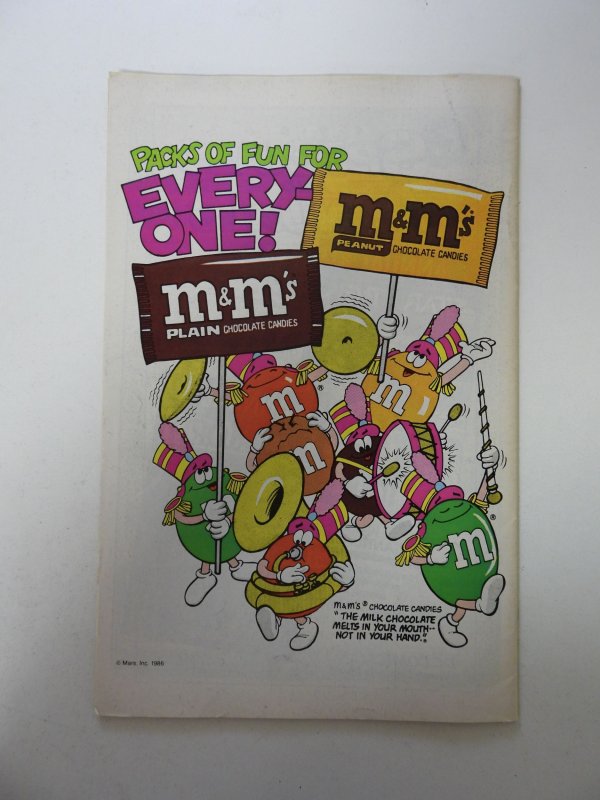 PACKS OF FUN FOR
EVERY-
ONE!
m&m's®
PEANUT CHOCOLATE CANDIES
m&m's
PLAIN CHOCOLATE CANDIES
m
®
m
m
m
®
m&m's® CHOCOLATE CANDIES
"THE MILK CHOCOLATE
MELTS IN YOUR MOUTH--
NOT IN YOUR HAND."®
© Mars, Inc. 1986